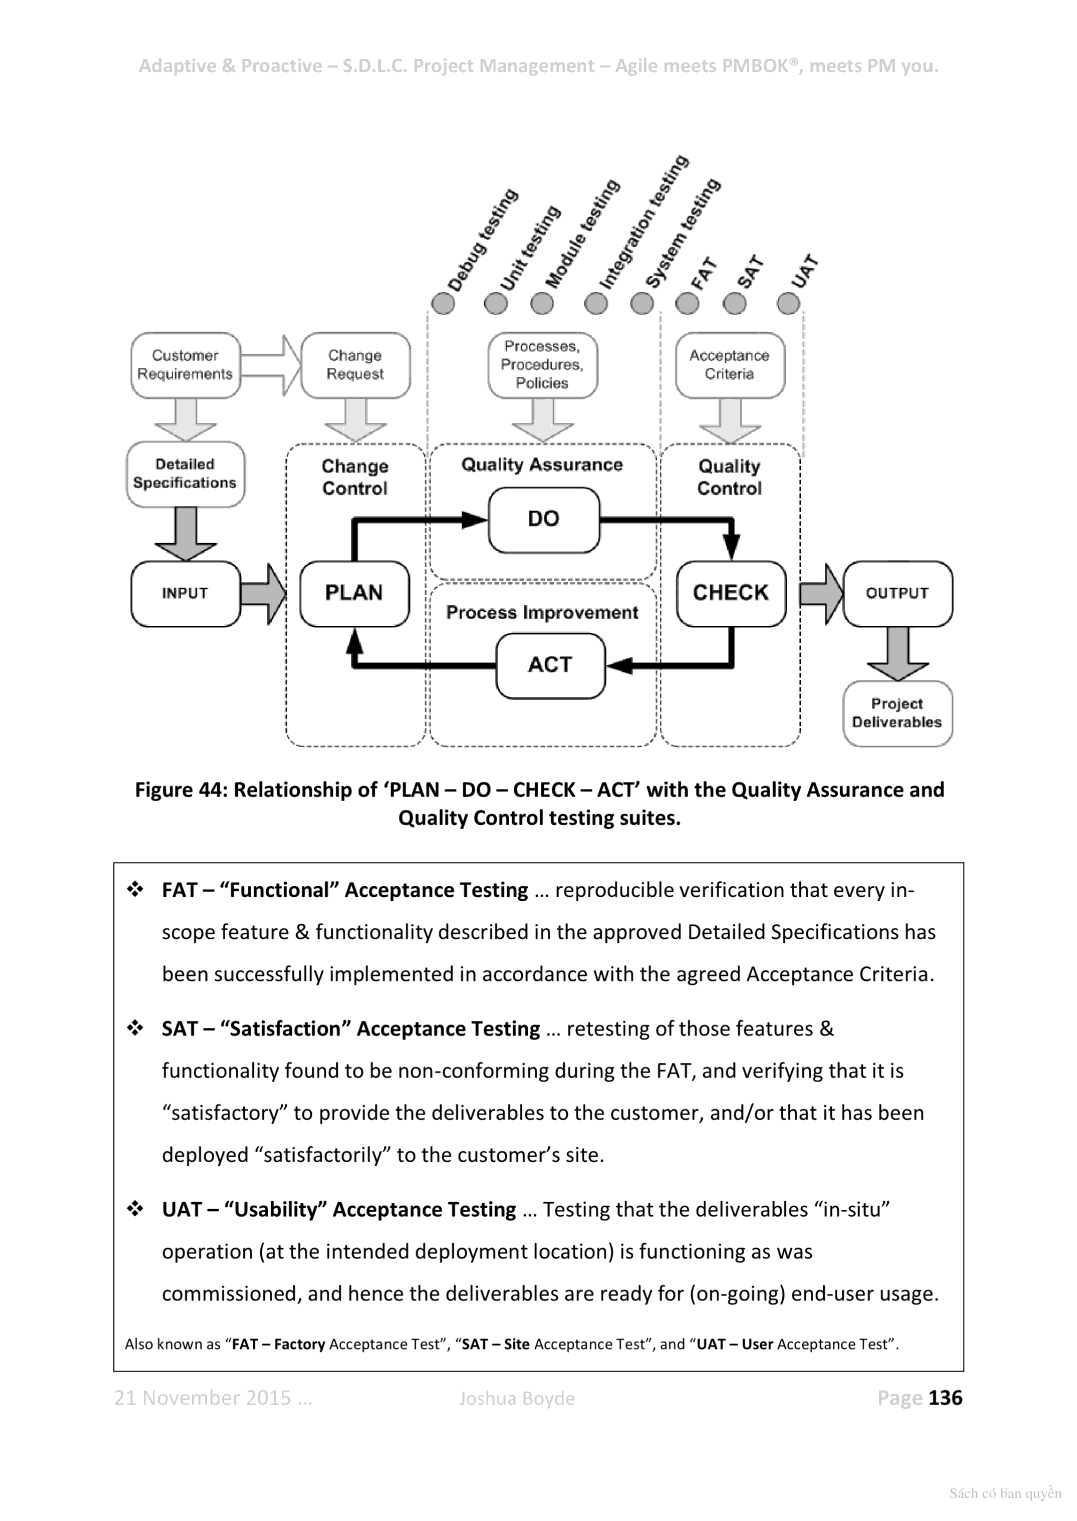 Adaptive & Proactive – S.D.L.C. Project Management – Agile meets PMBOK®, meets PM you.
Debug testing
Unit testing
Module testing
Integration testing
System testing
FAT
SAT
UAT
Customer
Requirements
Change
Request
Processes,
Procedures,
Policies
Acceptance
Criteria
Detailed
Specifications
Change
Control
Quality Assurance
Quality
Control
DO
INPUT
PLAN
CHECK
OUTPUT
Process Improvement
ACT
Project
Deliverables
Figure 44: Relationship of ‘PLAN – DO – CHECK – ACT’ with the Quality Assurance and
Quality Control testing suites.
❖ FAT – “Functional” Acceptance Testing … reproducible verification that every in-
scope feature & functionality described in the approved Detailed Specifications has
been successfully implemented in accordance with the agreed Acceptance Criteria.
❖ SAT – “Satisfaction” Acceptance Testing … retesting of those features &
functionality found to be non-conforming during the FAT, and verifying that it is
“satisfactory” to provide the deliverables to the customer, and/or that it has been
deployed “satisfactorily” to the customer’s site.
❖ UAT – “Usability” Acceptance Testing … Testing that the deliverables “in-situ”
operation (at the intended deployment location) is functioning as was
commissioned, and hence the deliverables are ready for (on-going) end-user usage.
Also known as “FAT – Factory Acceptance Test”, “SAT – Site Acceptance Test”, and “UAT – User Acceptance Test”.
21 November 2015 … Joshua Boyde Page 136
Sách có bản quyền